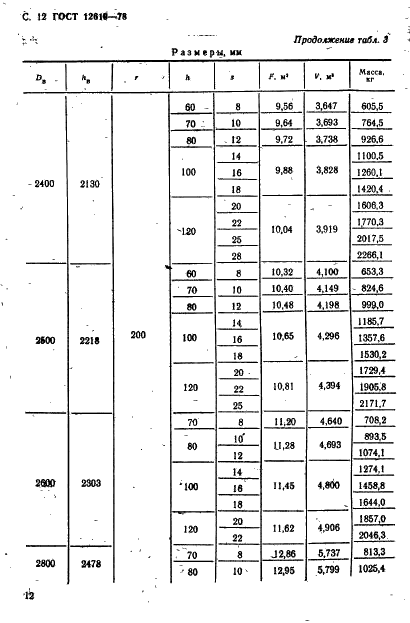 С. 12 ГОСТ 12619—78
Продолжение табл. 3
Размеры, мм
Dв hв r h s F, м² V, м³ Масса, кг
2400 2130 200 60 8 9,56 3,647 605,5
70 10 9,64 3,693 764,5
80 12 9,72 3,738 926,6
100 14 9,88 3,828 1100,5
16 1260,1
18 1420,4
120 20 10,04 3,919 1606,3
22 1770,3
25 2017,5
28 2266,1
2500 2218 60 8 10,32 4,100 653,3
70 10 10,40 4,149 824,6
80 12 10,48 4,198 999,0
100 14 10,65 4,296 1185,7
16 1357,6
18 1530,2
120 20 10,81 4,394 1729,4
22 1905,8
25 2171,7
2600 2303 70 8 11,20 4,640 708,2
80 10 11,28 4,693 893,5
12 1074,1
100 14 11,45 4,800 1274,1
16 1458,8
18 1644,0
120 20 11,62 4,906 1857,0
22 2046,3
2800 2478 70 8 12,86 5,737 813,3
80 10 12,95 5,799 1025,4
12